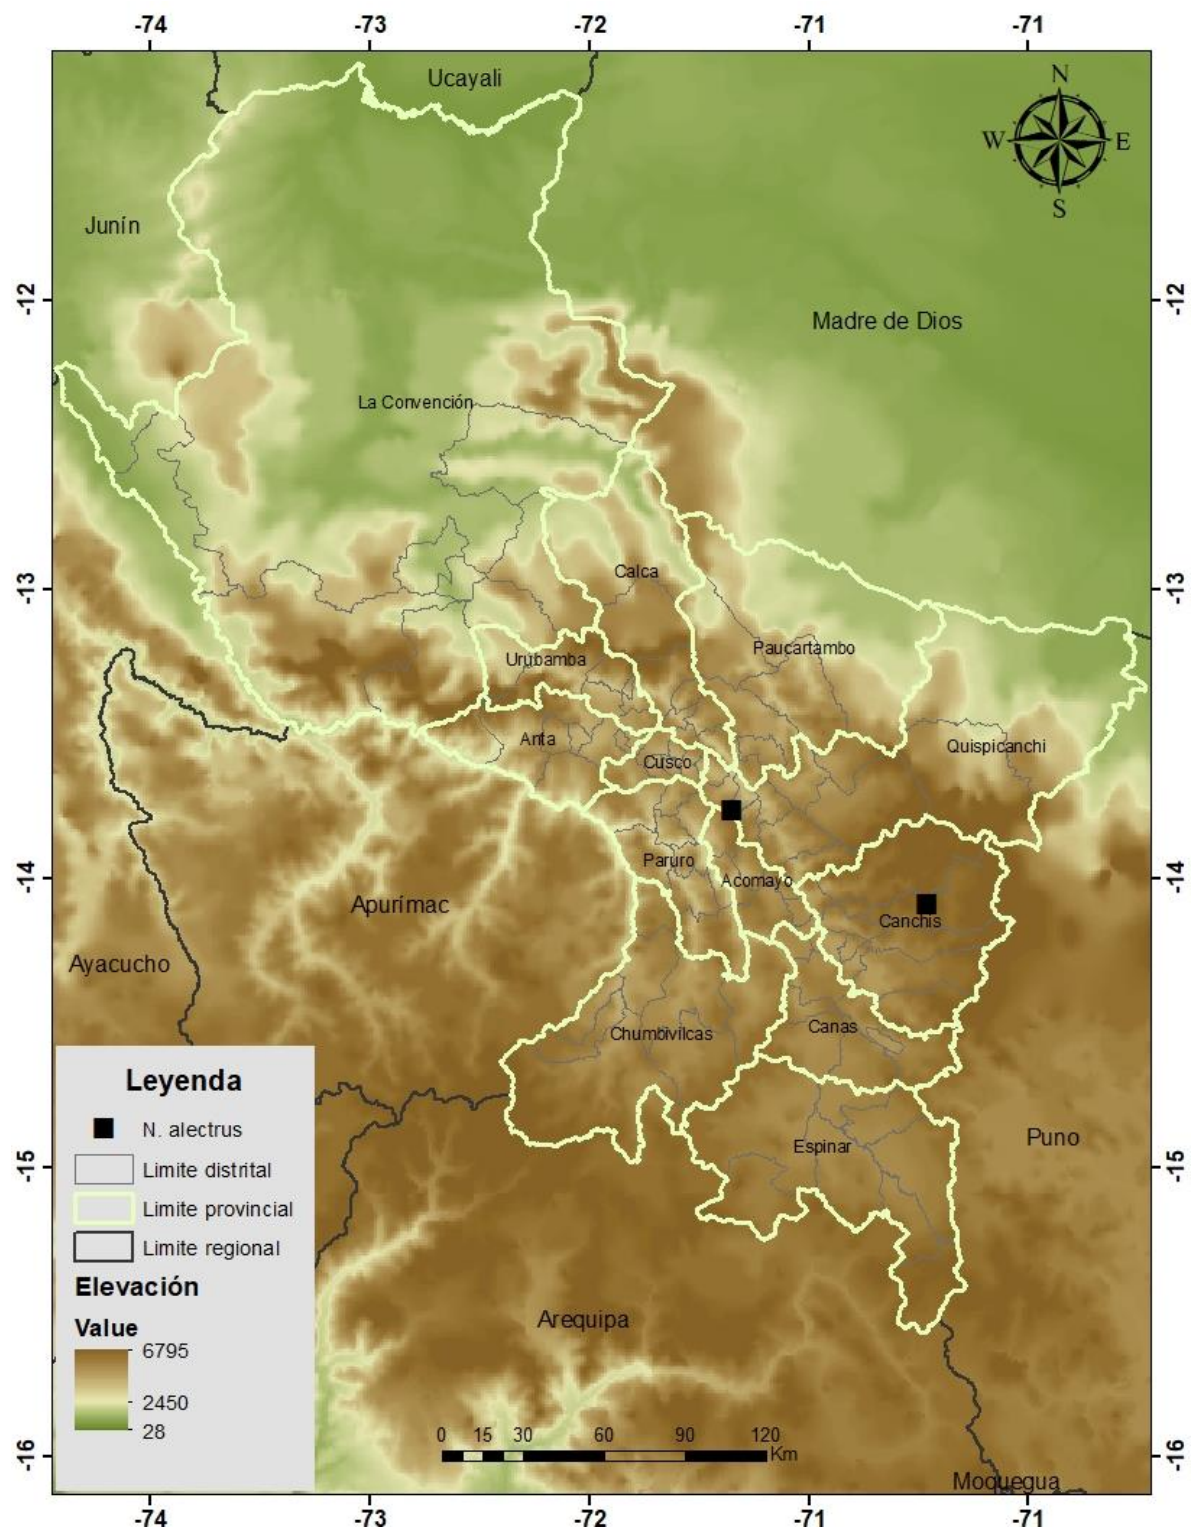 -74 -73 -72 -71 -71
Ucayali
N
W E
S
Junín
-12 -12
Madre de Dios
La Convención
Calca
-13 -13
Paucartambo
Urubamba
Anta
Quispicanchi
Cusco
Paruro
-14 -14
Acomayo
Apurímac
Canchis
Ayacucho
Chumbivilcas
Canas
Leyenda
N. alectrus
Limite distrital
Limite provincial
Limite regional
Elevación
Value
6795
2450
28
Puno
Espinar
-15 -15
Arequipa
0 15 30 60 90 120
Km
-16 -16
Moquegua
-74 -73 -72 -71 -71